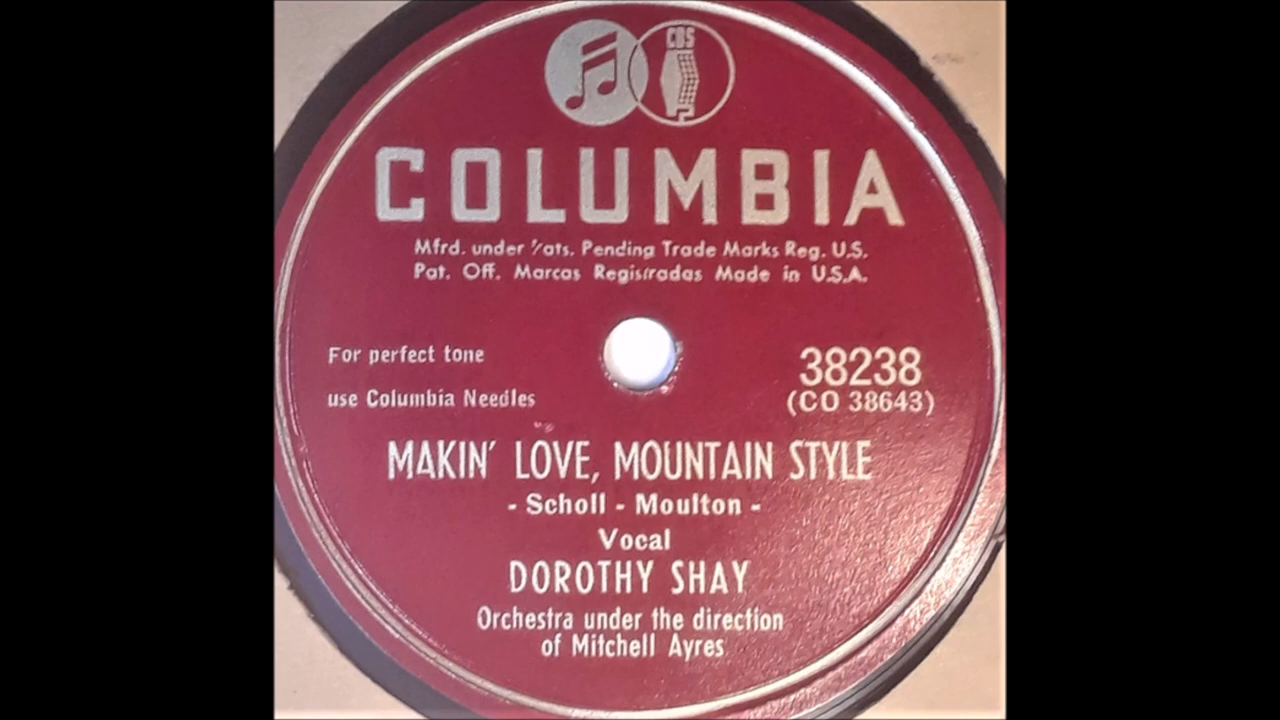 CBS
COLUMBIA
Mfrd. under Pats. Pending Trade Marks Reg. U.S.
Pat. Off. Marcas Registradas Made in U.S.A.
For perfect tone
use Columbia Needles
38238
(CO 38643)
MAKIN' LOVE, MOUNTAIN STYLE
- Scholl - Moulton -
Vocal
DOROTHY SHAY
Orchestra under the direction
of Mitchell Ayres